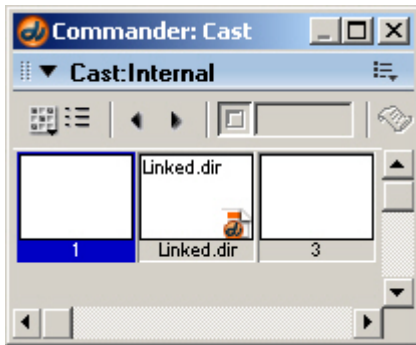 Commander: Cast
Cast:Internal
Linked.dir
1 Linked.dir 3